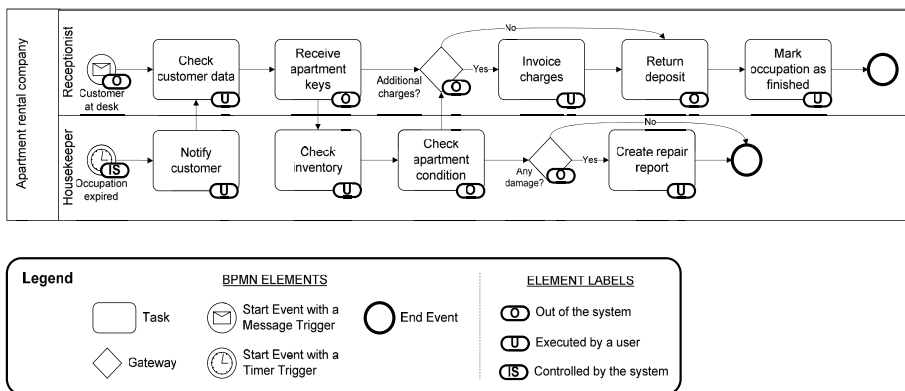 Apartment rental company
Receptionist
Customer
at desk
O
Check
customer data
U
Receive
apartment
keys
O
Additional
charges?
O
No
Yes
Invoice
charges
U
Return
deposit
O
Mark
occupation as
finished
U
Housekeeper
Occupation
expired
IS
Notify
customer
U
Check
inventory
U
Check
apartment
condition
O
Any
damage?
O
No
Yes
Create repair
report
U
Legend
BPMN ELEMENTS
Task
Gateway
Start Event with a
Message Trigger
Start Event with a
Timer Trigger
End Event
ELEMENT LABELS
O Out of the system
U Executed by a user
IS Controlled by the system